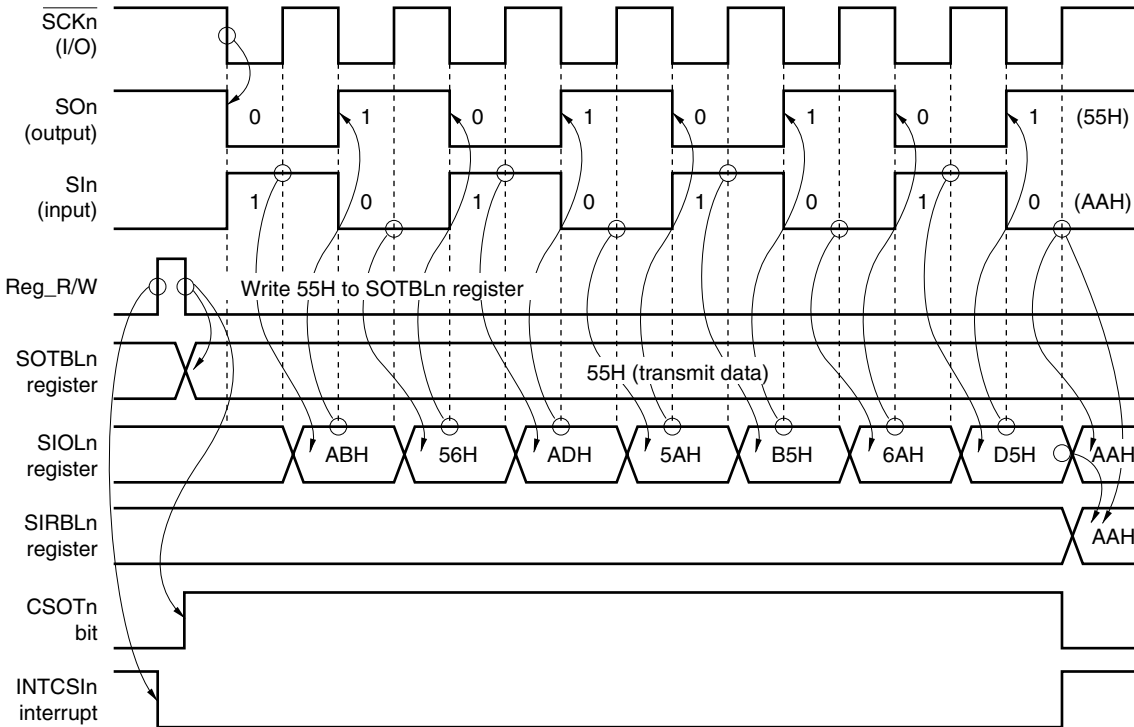 SCKn
(I/O)
SOn
(output)
0 1 0 1 0 1 0 1 (55H)
SIn
(input)
1 0 1 0 1 0 1 0 (AAH)
Reg_R/W
Write 55H to SOTBLn register
SOTBLn
register
55H (transmit data)
SIOLn
register
ABH 56H ADH 5AH B5H 6AH D5H AAH
SIRBLn
register
AAH
CSOTn
bit
INTCSIn
interrupt